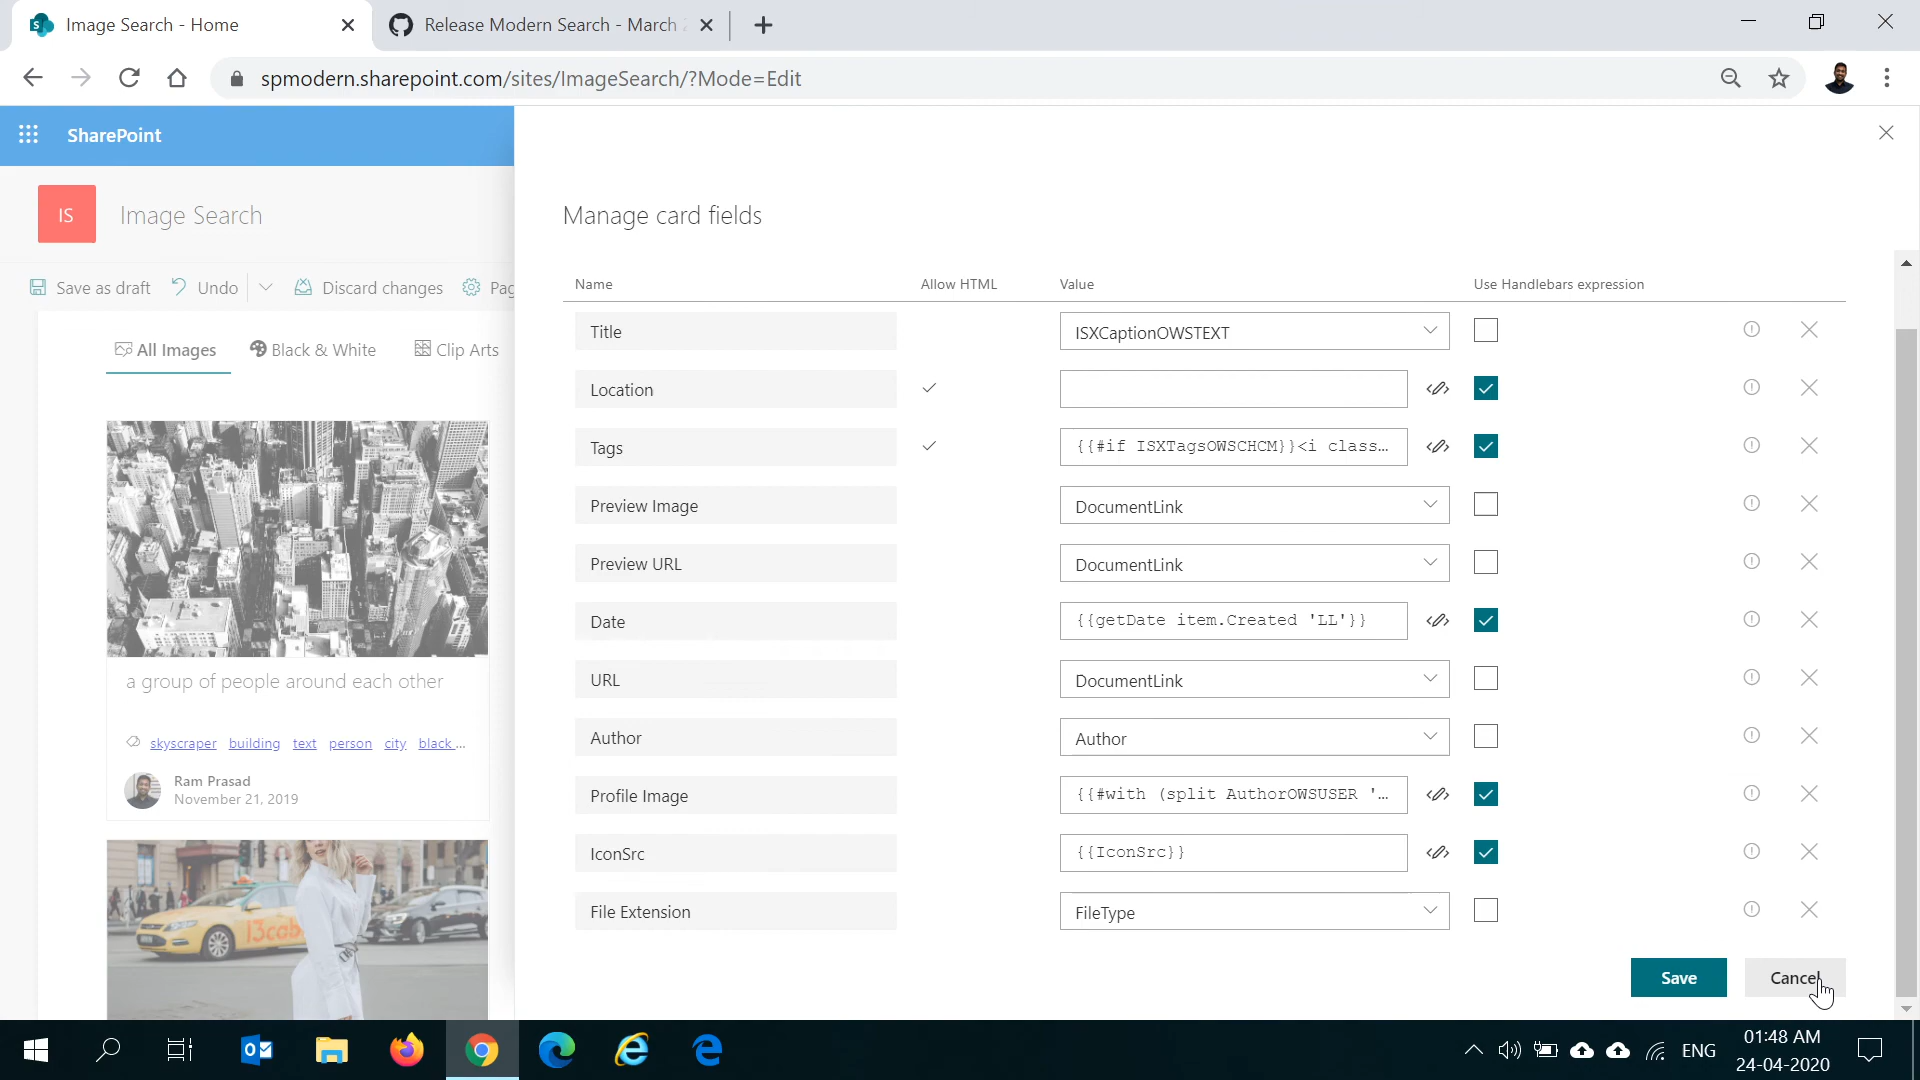 Image Search - Home
Release Modern Search - March
spmodern.sharepoint.com/sites/ImageSearch/?Mode=Edit
SharePoint
IS
Image Search
Save as draft
Undo
Discard changes
Pag
All Images
Black & White
Clip Arts
a group of people around each other
skyscraper building text person city black ...
Ram Prasad
November 21, 2019
13cabs
Manage card fields
Name Allow HTML Value Use Handlebars expression
Title ISXCaptionOWSTEXT
Location
Tags {{#if ISXTagsOWSCHCM}}<i class...
Preview Image DocumentLink
Preview URL DocumentLink
Date {{getDate item.Created 'LL'}}
URL DocumentLink
Author Author
Profile Image {{#with (split AuthorOWSUSER '...
IconSrc {{IconSrc}}
File Extension FileType
Save Cancel
ENG
01:48 AM
24-04-2020